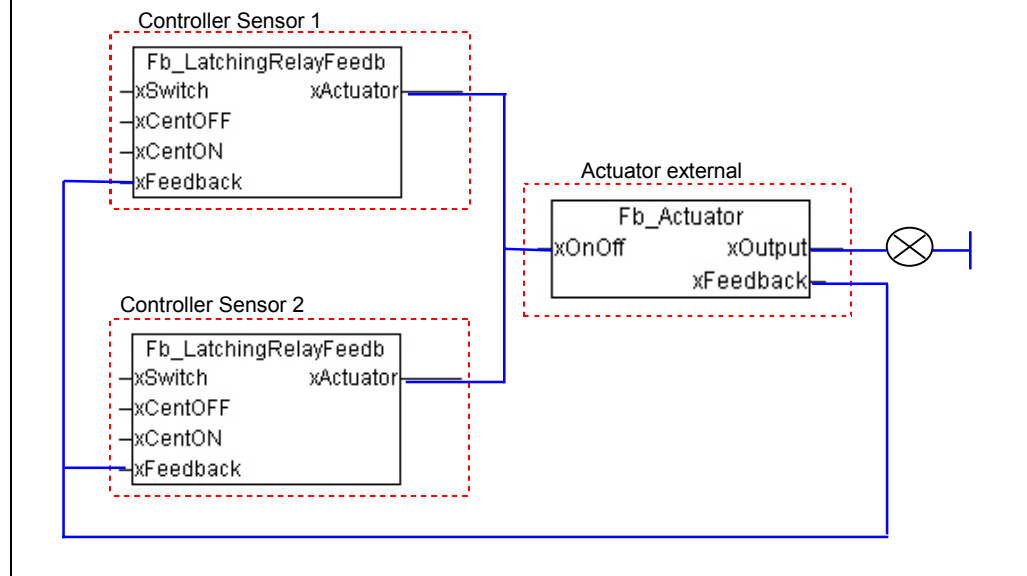 Controller Sensor 1
Fb_LatchingRelayFeedb
xSwitch xActuator
xCentOFF
xCentON
xFeedback
Actuator external
Fb_Actuator
xOnOff xOutput
xFeedback
Controller Sensor 2
Fb_LatchingRelayFeedb
xSwitch xActuator
xCentOFF
xCentON
xFeedback